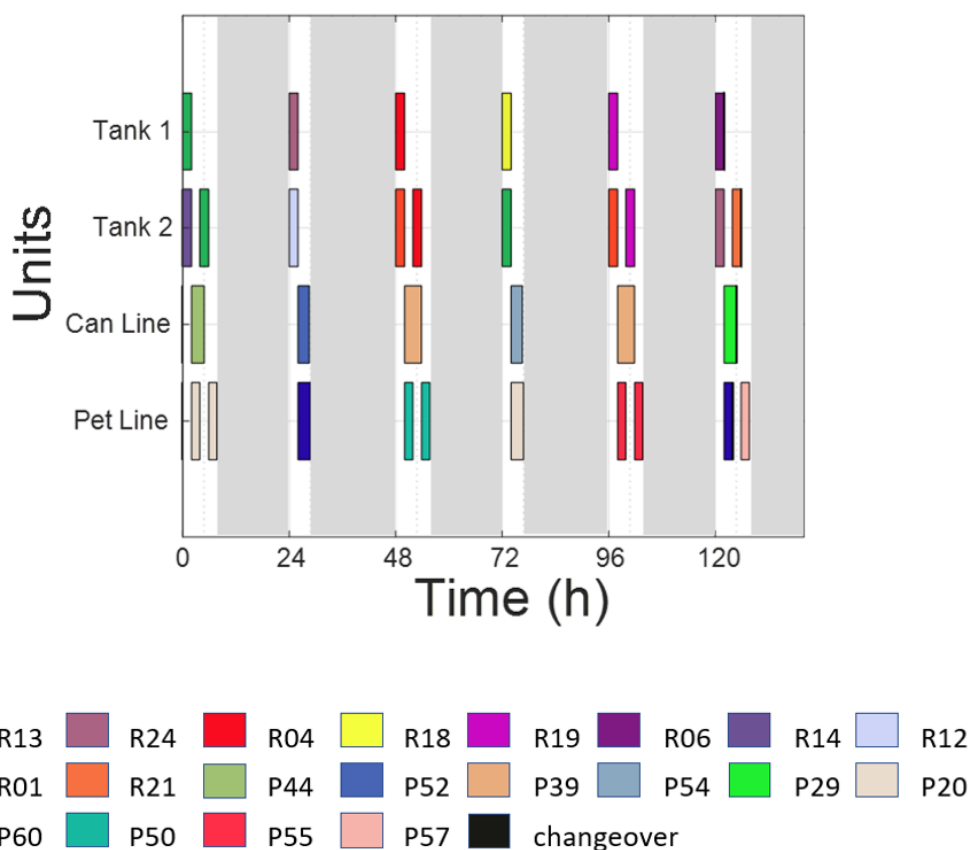 Units
Tank 1
Tank 2
Can Line
Pet Line
0 24 48 72 96 120
Time (h)
R13 R24 R04 R18 R19 R06 R14 R12
R01 R21 P44 P52 P39 P54 P29 P20
P60 P50 P55 P57 changeover